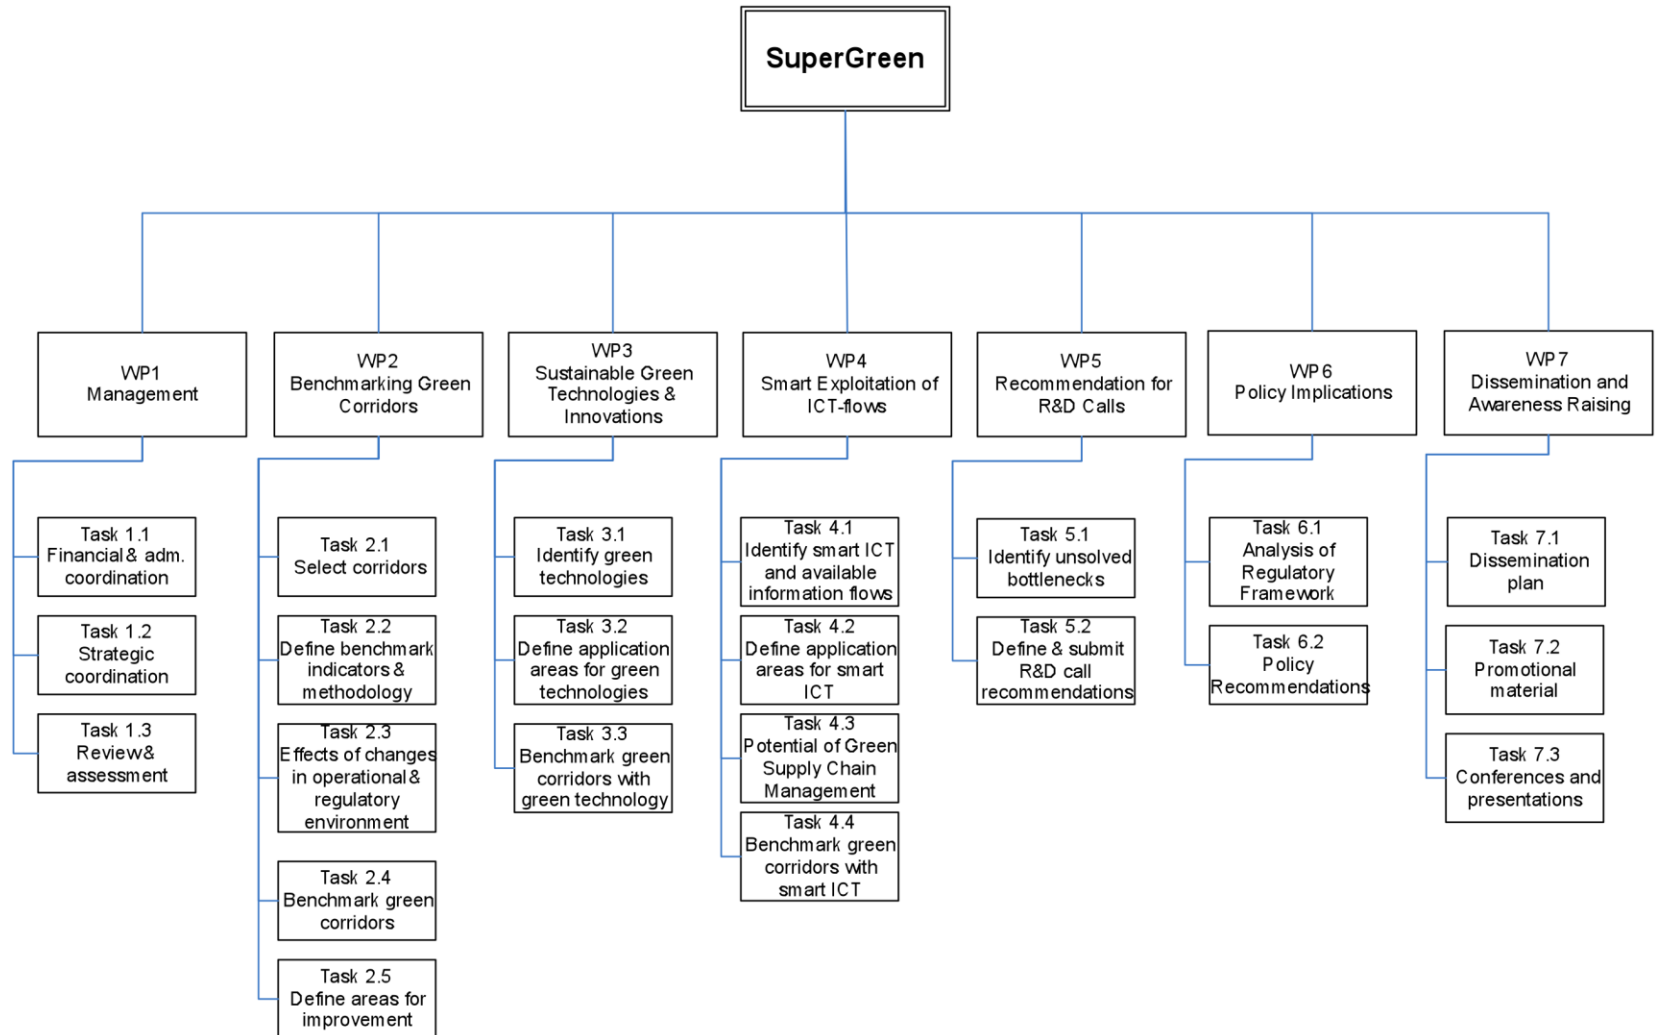 SuperGreen
WP1
Management
WP2
Benchmarking Green
Corridors
WP3
Sustainable Green
Technologies &
Innovations
WP4
Smart Exploitation of
ICT-flows
WP5
Recommendation for
R&D Calls
WP6
Policy Implications
WP7
Dissemination and
Awareness Raising
Task 1.1
Financial & adm.
coordination
Task 1.2
Strategic
coordination
Task 1.3
Review &
assessment
Task 2.1
Select corridors
Task 2.2
Define benchmark
indicators &
methodology
Task 2.3
Effects of changes
in operational &
regulatory
environment
Task 2.4
Benchmark green
corridors
Task 2.5
Define areas for
improvement
Task 3.1
Identify green
technologies
Task 3.2
Define application
areas for green
technologies
Task 3.3
Benchmark green
corridors with
green technology
Task 4.1
Identify smart ICT
and available
information flows
Task 4.2
Define application
areas for smart
ICT
Task 4.3
Potential of Green
Supply Chain
Management
Task 4.4
Benchmark green
corridors with
smart ICT
Task 5.1
Identify unsolved
bottlenecks
Task 5.2
Define & submit
R&D call
recommendations
Task 6.1
Analysis of
Regulatory
Framework
Task 6.2
Policy
Recommendations
Task 7.1
Dissemination
plan
Task 7.2
Promotional
material
Task 7.3
Conferences and
presentations